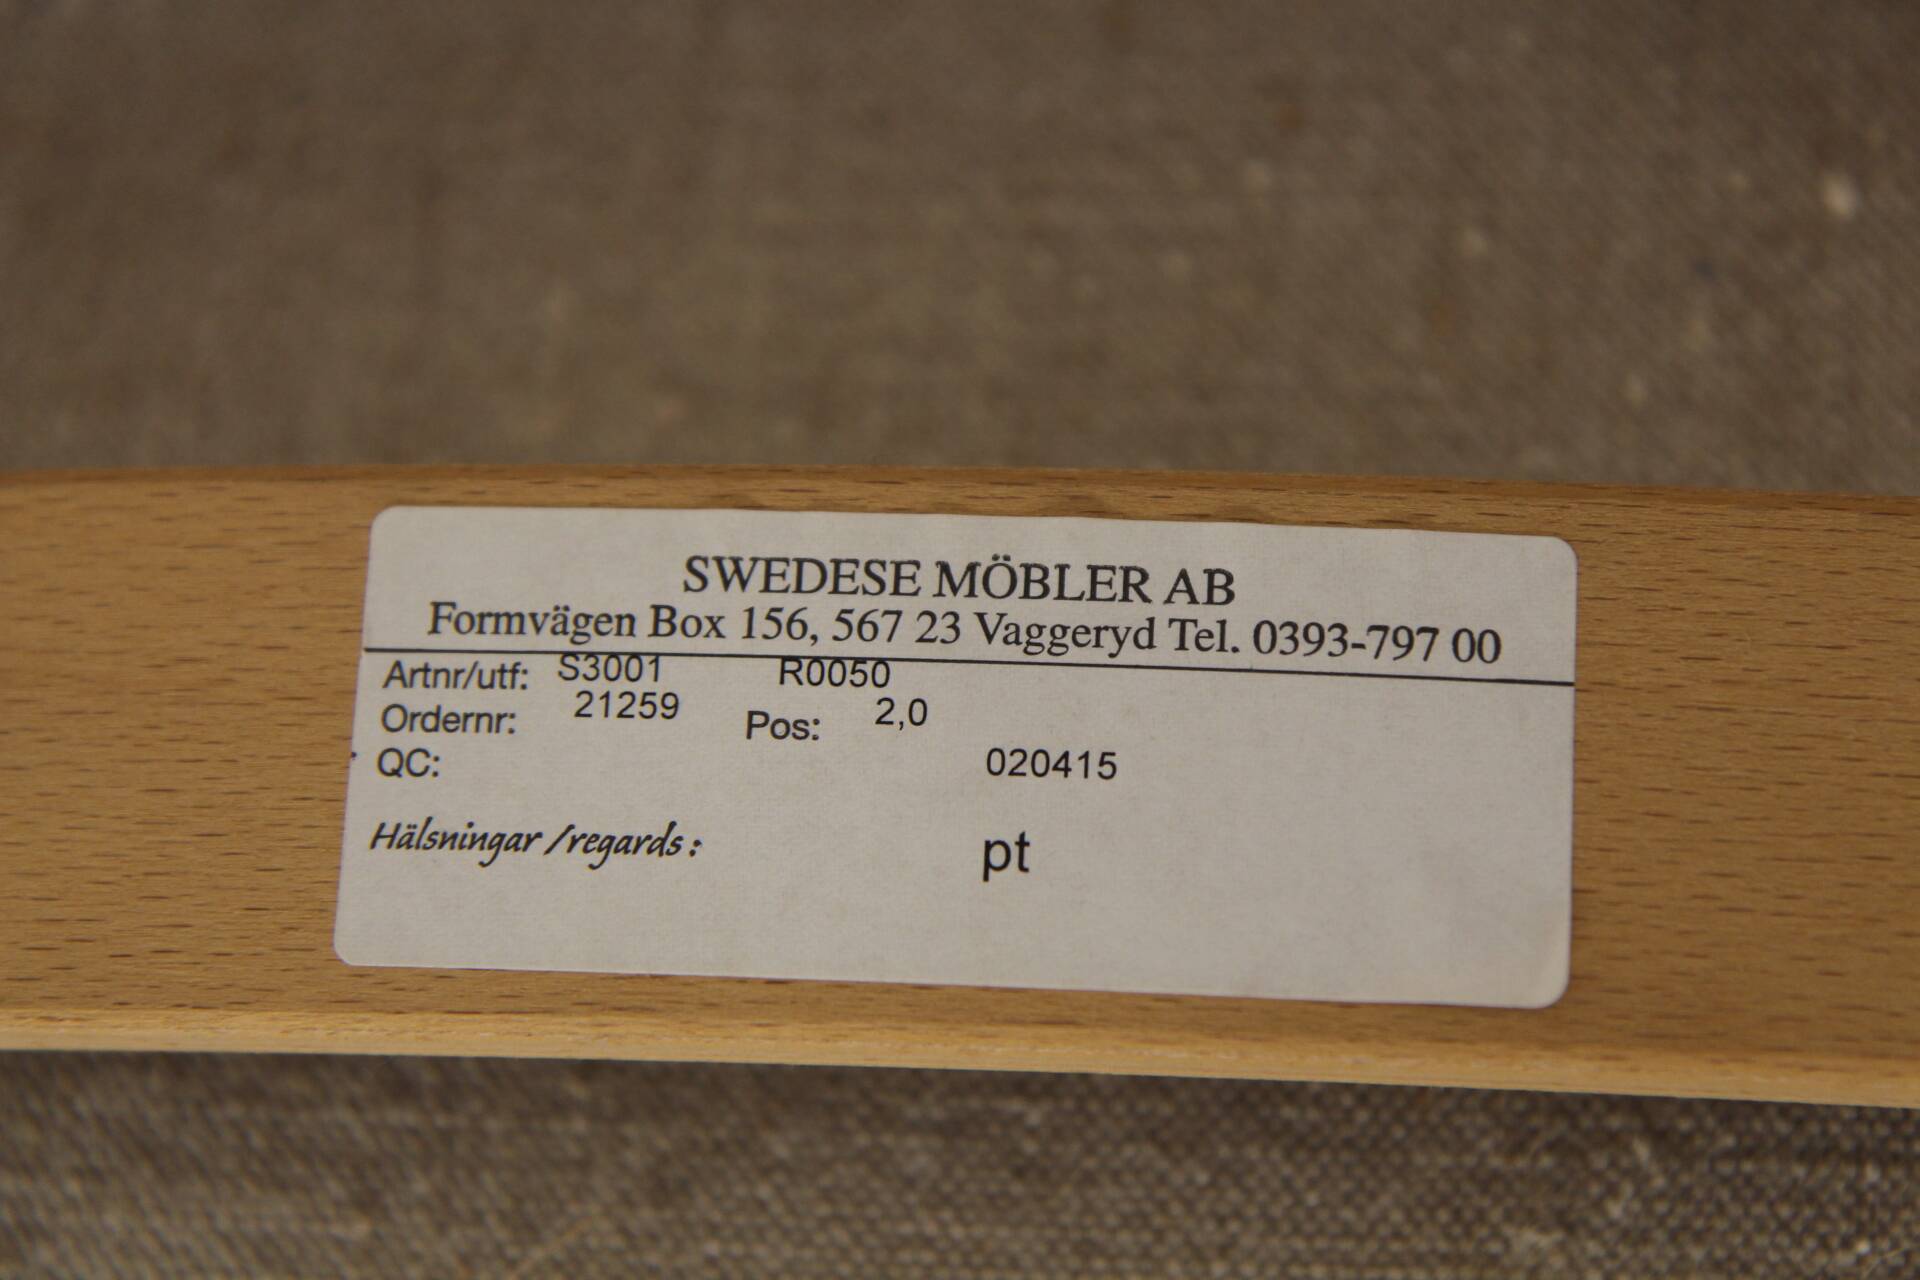 SWEDESE MÖBLER AB
Formvägen Box 156, 567 23 Vaggeryd Tel. 0393-797 00
Artnr/utf: S3001 R0050
Ordernr: 21259 Pos: 2,0
QC: 020415
Hälsningar /regards: pt